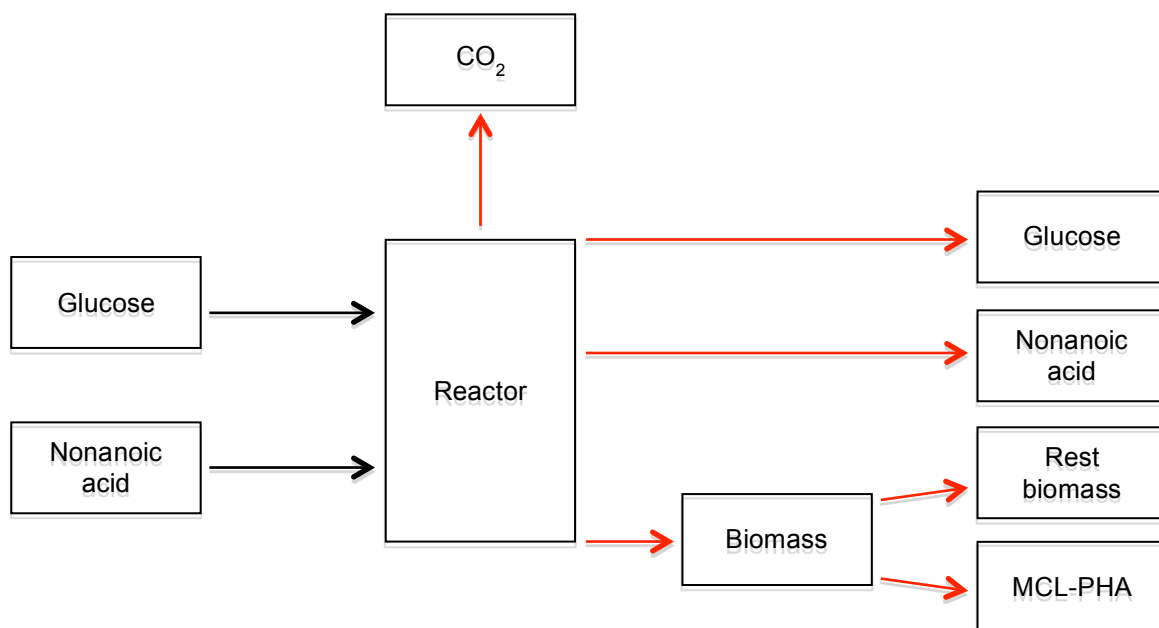 CO₂
Glucose
Glucose
Nonanoic
acid
Reactor
Nonanoic
acid
Rest
biomass
Biomass
MCL-PHA